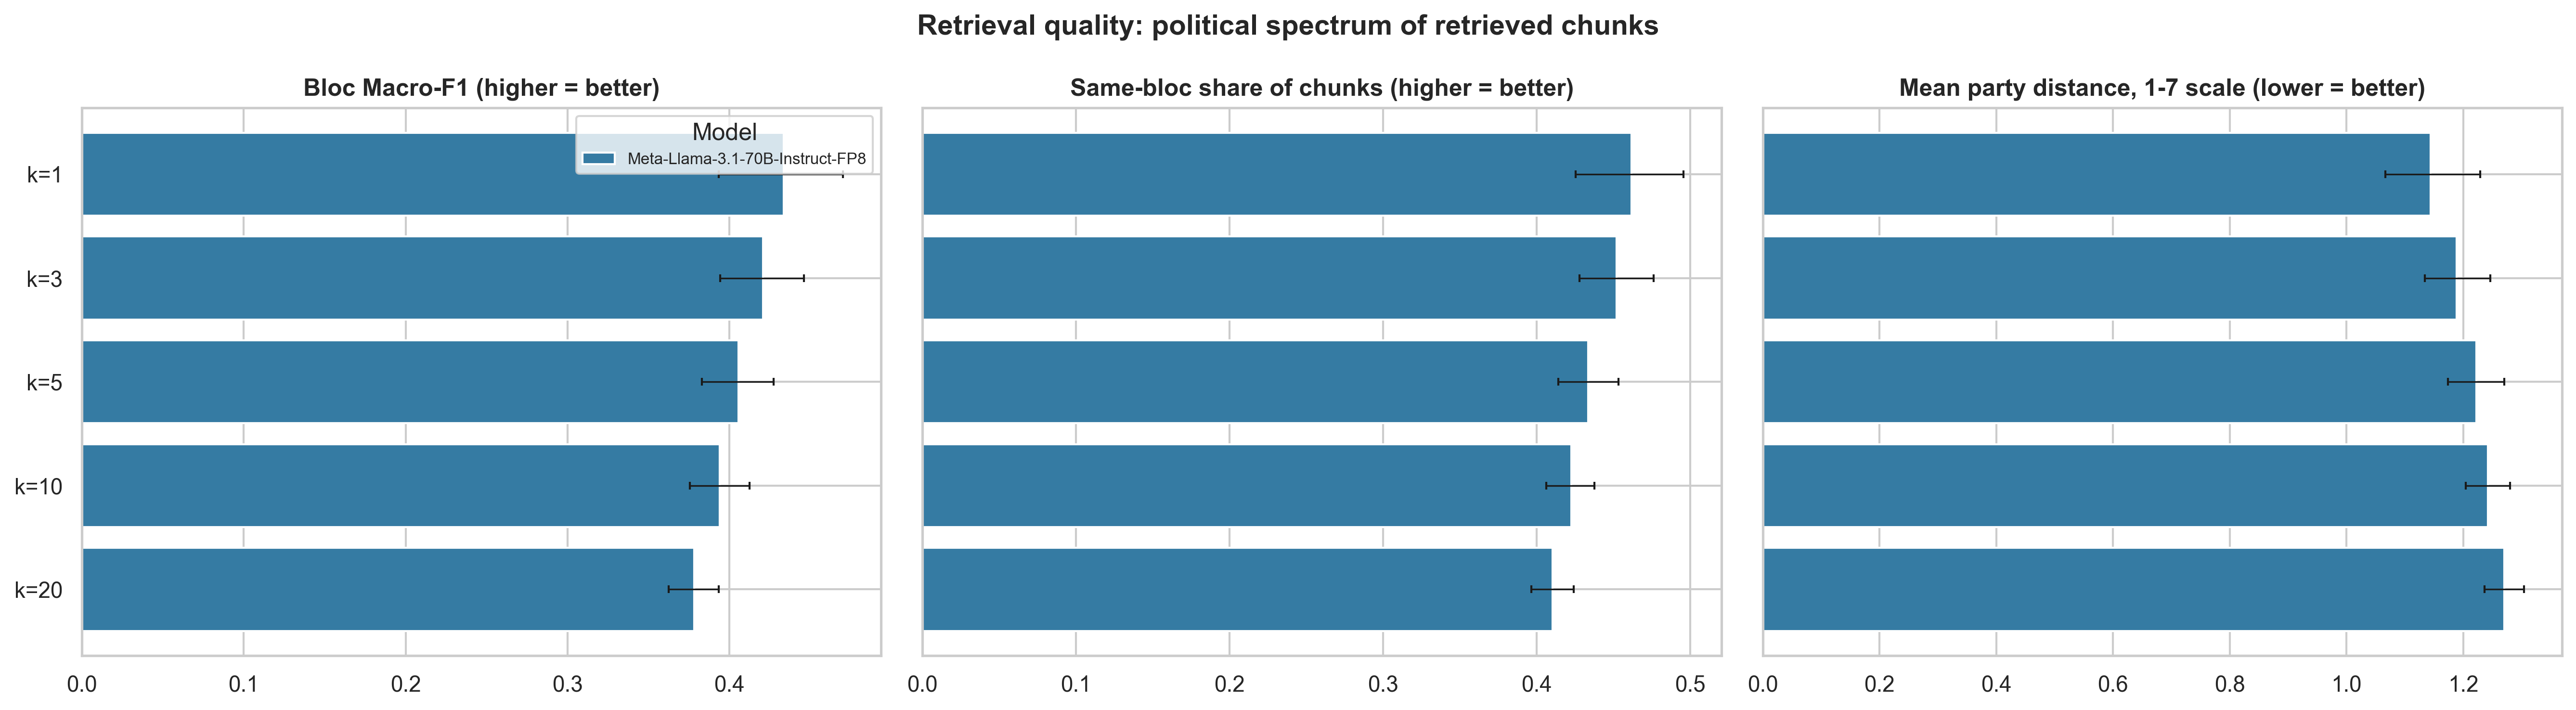 Retrieval quality: political spectrum of retrieved chunks
Bloc Macro-F1 (higher = better)
Same-bloc share of chunks (higher = better)
Mean party distance, 1-7 scale (lower = better)
Model
Meta-Llama-3.1-70B-Instruct-FP8
k=1
k=3
k=5
k=10
k=20
0.0 0.1 0.2 0.3 0.4
0.0 0.1 0.2 0.3 0.4 0.5
0.0 0.2 0.4 0.6 0.8 1.0 1.2